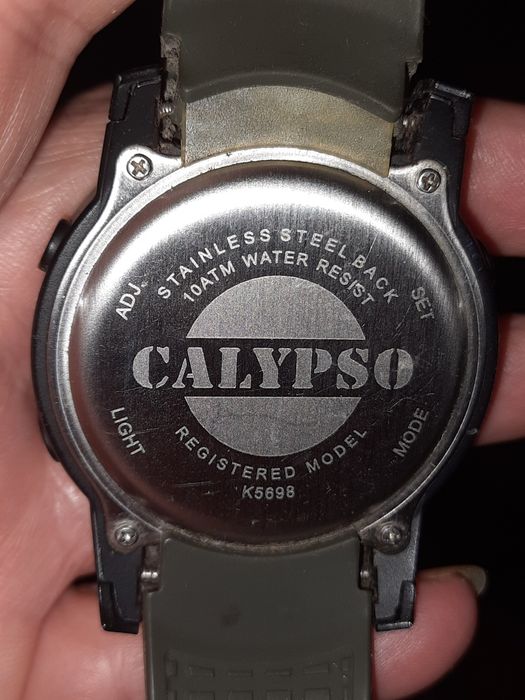 STAINLESS STEEL BACK
10ATM WATER RESIST
ADJ.
SET
CALYPSO
LIGHT
MODE
REGISTERED MODEL
K5698